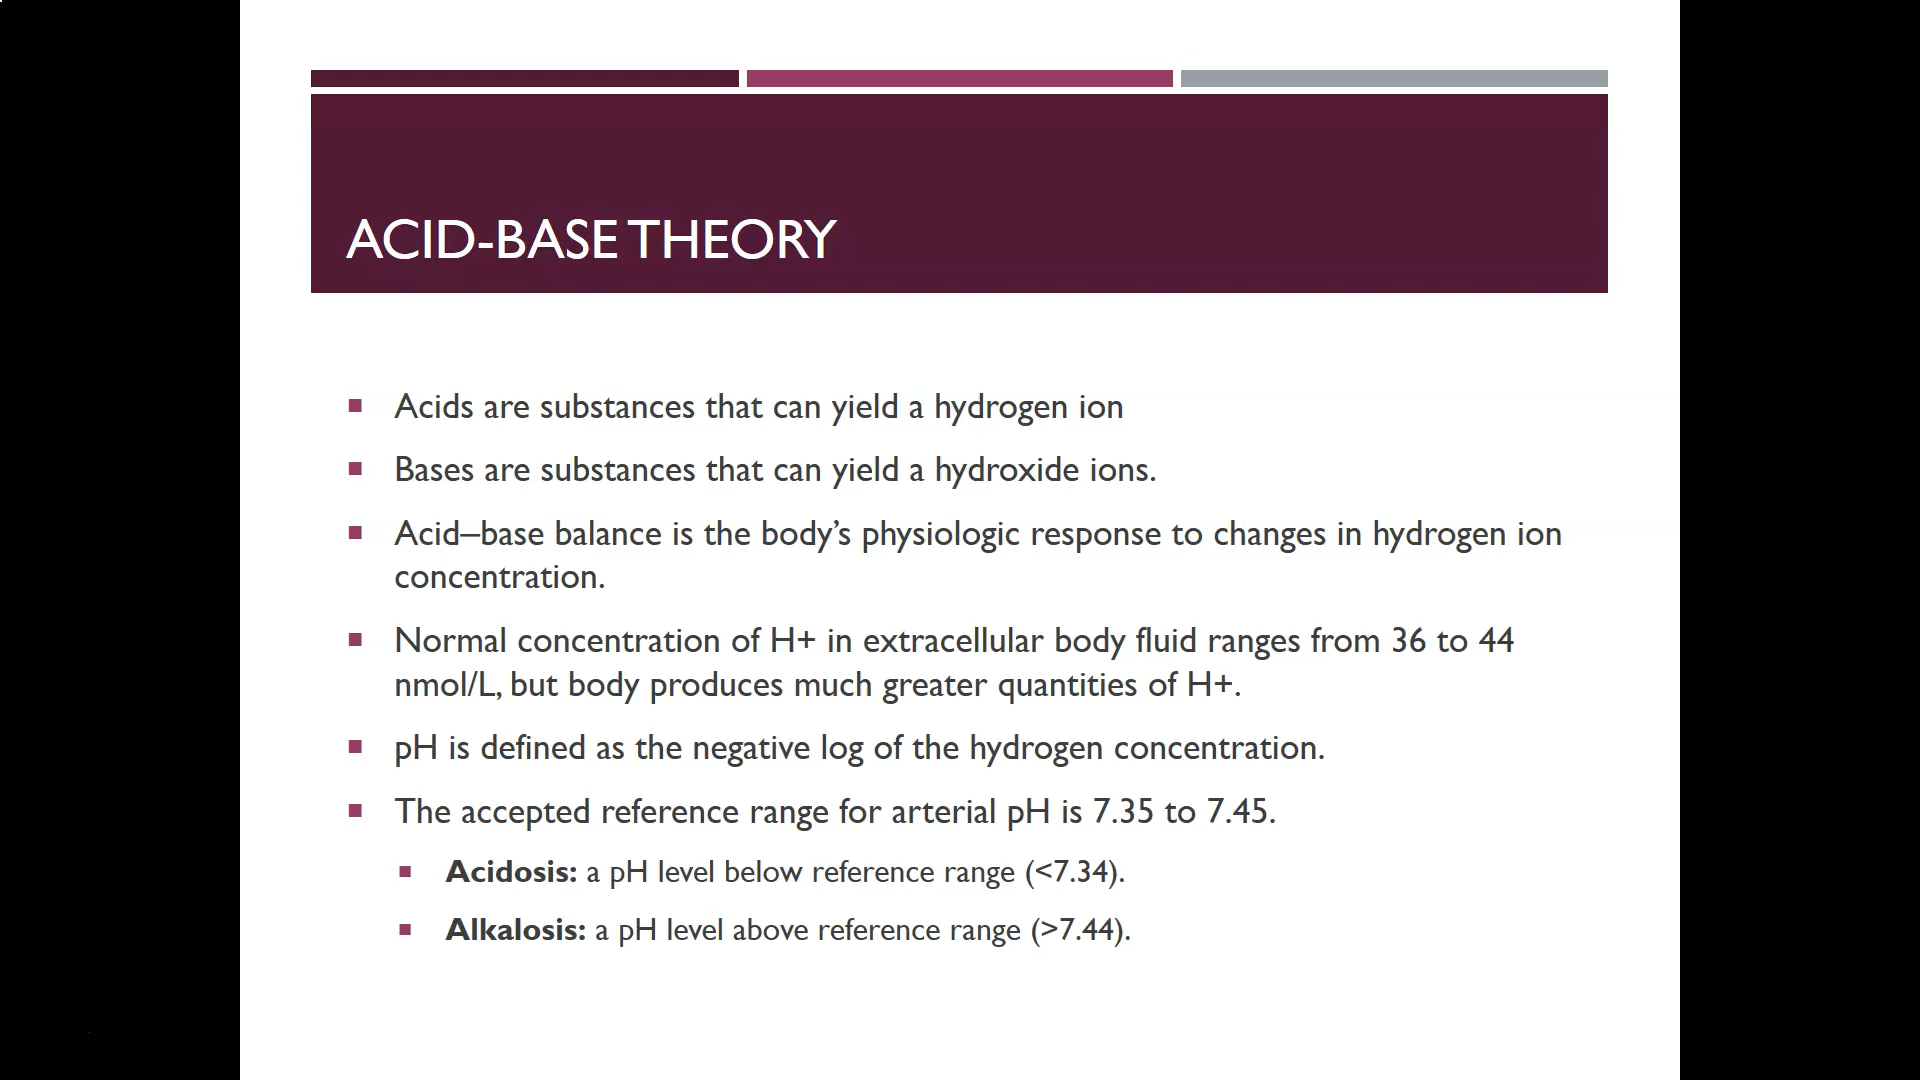 ACID-BASE THEORY
Acids are substances that can yield a hydrogen ion
Bases are substances that can yield a hydroxide ions.
Acid–base balance is the body’s physiologic response to changes in hydrogen ion
concentration.
Normal concentration of H+ in extracellular body fluid ranges from 36 to 44
nmol/L, but body produces much greater quantities of H+.
pH is defined as the negative log of the hydrogen concentration.
The accepted reference range for arterial pH is 7.35 to 7.45.
Acidosis: a pH level below reference range (<7.34).
Alkalosis: a pH level above reference range (>7.44).